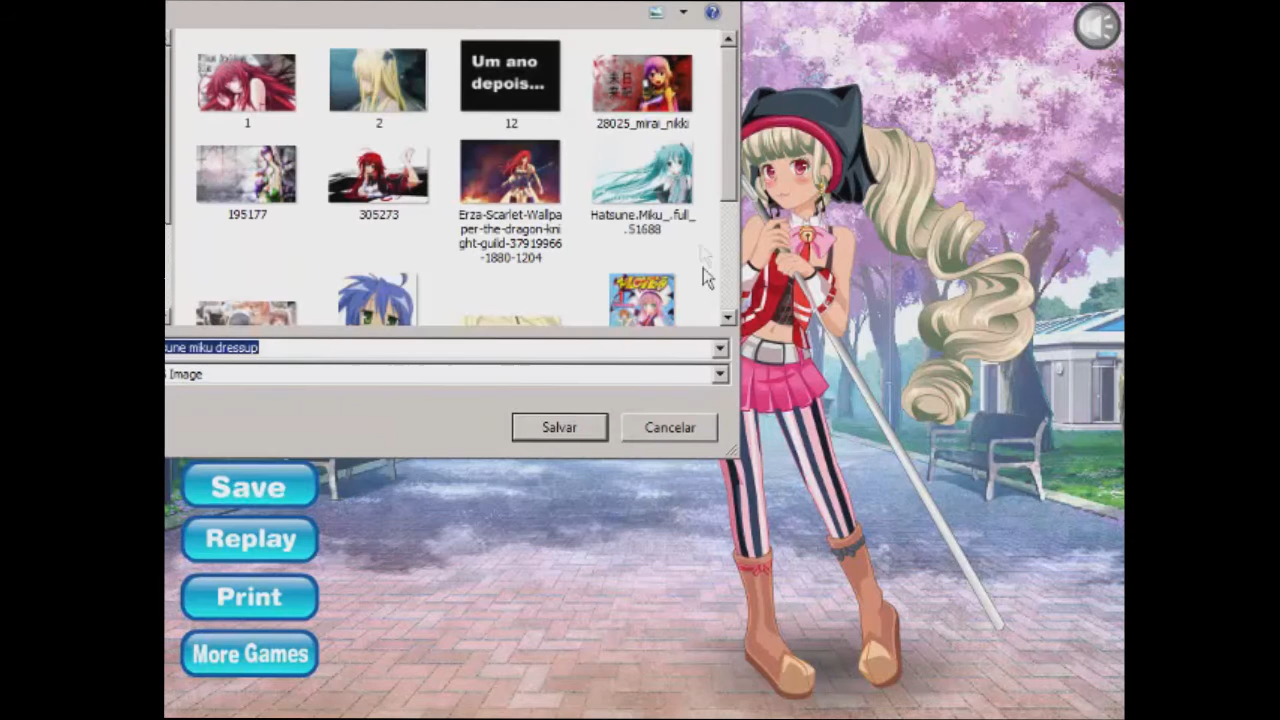 Um ano
depois...
1
2
12
28025_mirai_nikki
195177
305273
Erza-Scarlet-Wallpa
per-the-dragon-kni
ght-guild-37919966
-1880-1204
Hatsune.Miku_.full_
.51688
sune miku dressup
Image
Salvar
Cancelar
Save
Replay
Print
More Games